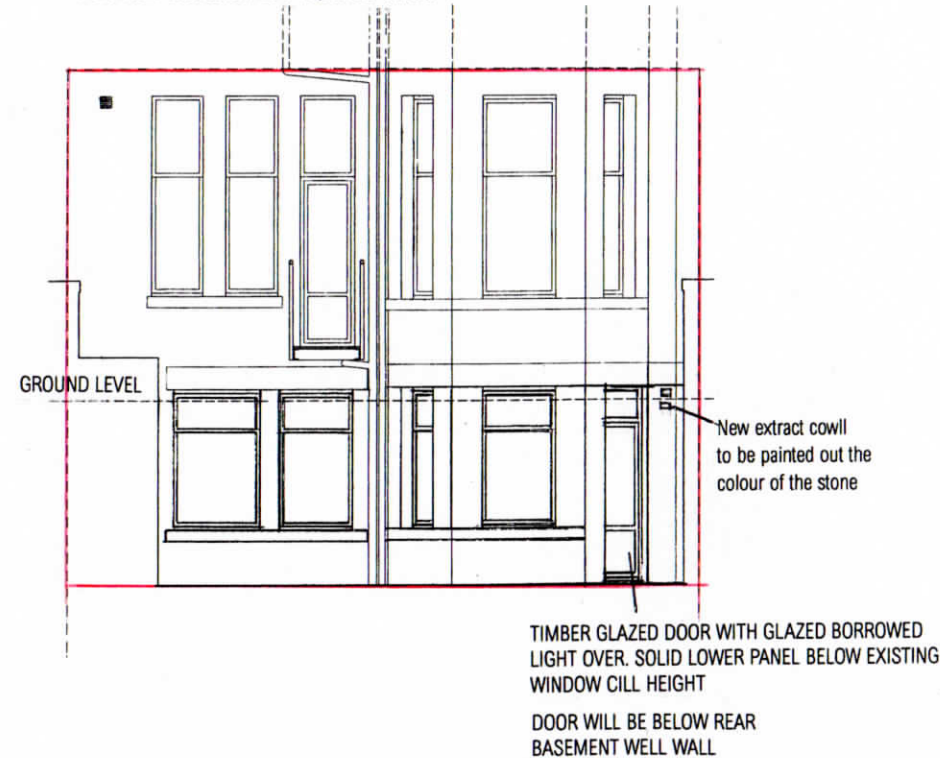 GROUND LEVEL
New extract cowll
to be painted out the
colour of the stone
TIMBER GLAZED DOOR WITH GLAZED BORROWED
LIGHT OVER. SOLID LOWER PANEL BELOW EXISTING
WINDOW CILL HEIGHT
DOOR WILL BE BELOW REAR
BASEMENT WELL WALL